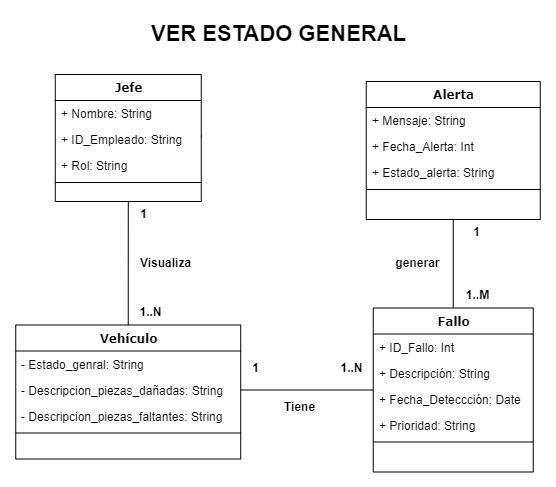 VER ESTADO GENERAL
Jefe
+ Nombre: String
+ ID_Empleado: String
+ Rol: String
Alerta
+ Mensaje: String
+ Fecha_Alerta: Int
+ Estado_alerta: String
1
Visualiza
1..N
1
generar
1..M
Vehículo
- Estado_genral: String
- Descripcion_piezas_dañadas: String
- Descripcion_piezas_faltantes: String
1
1..N
Tiene
Fallo
+ ID_Fallo: Int
+ Descripción: String
+ Fecha_Deteccción: Date
+ Prioridad: String